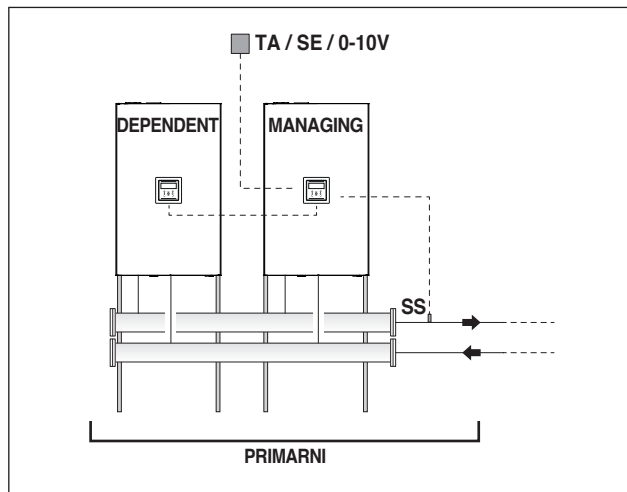 TA / SE / 0-10V
DEPENDENT
MANAGING
SS
PRIMARNI